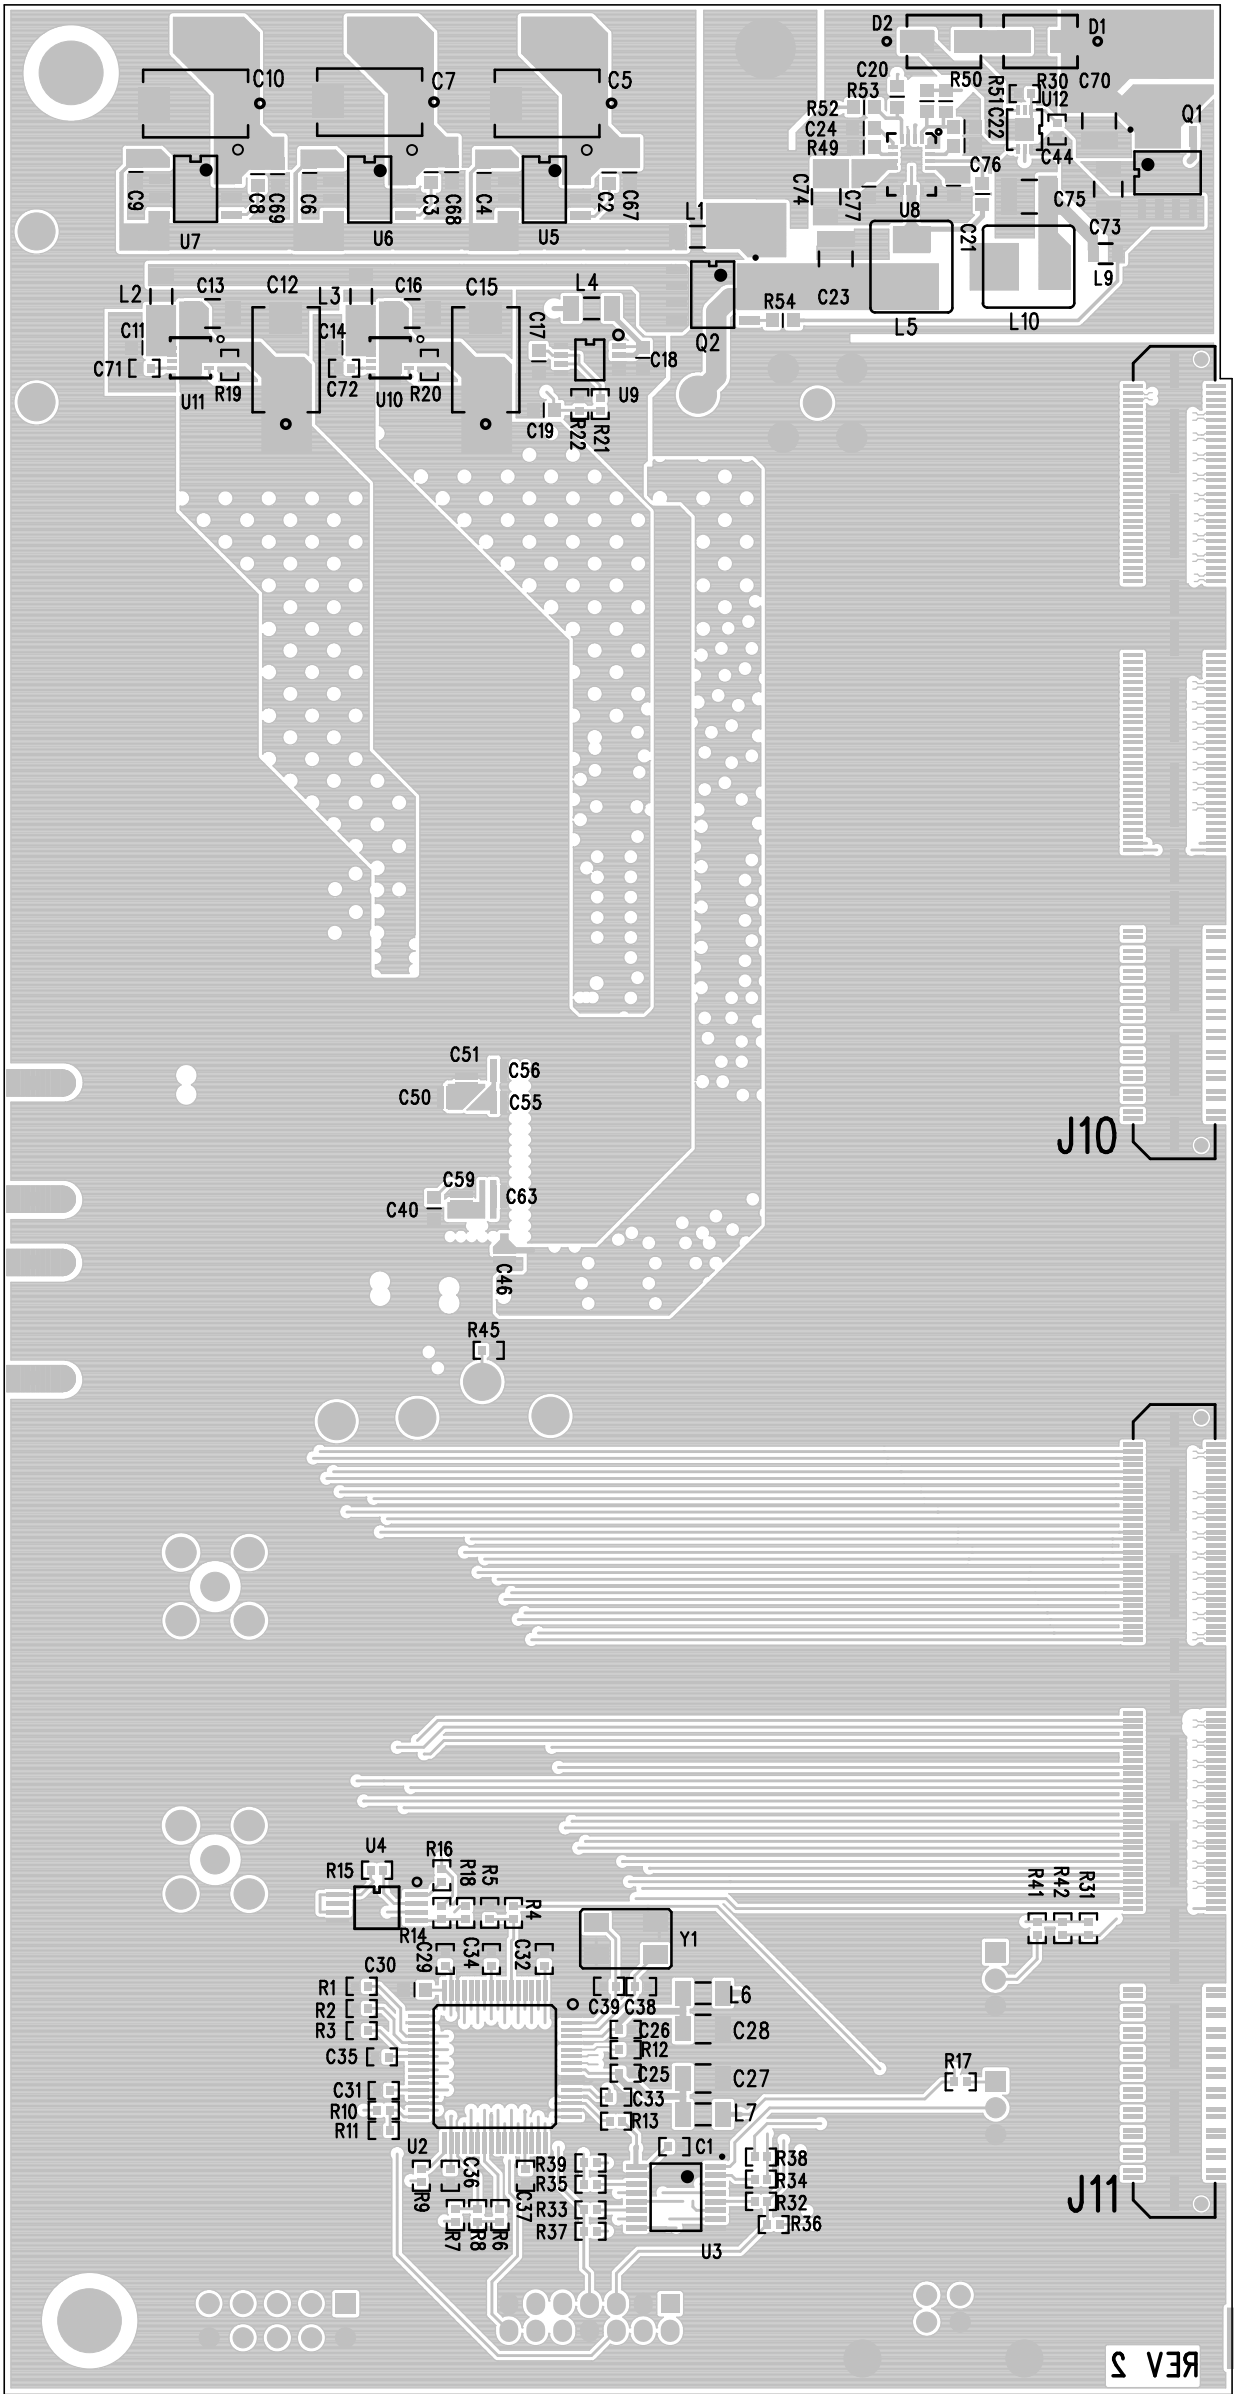 D2 D1
C10 C7 C5 C20 R50 R51 R30 C70
R52 R53 C22 U12 Q1
C24
R49 C76 C44
C9 C8 C69 C6 C3 C68 C4 C2 C67 L1 C74 C77 U8 C75
U7 U6 U5 C21 C73
L9
L2 C13 C12 L3 C16 C15 L4 R54 C23 L5 L10
C11 C14 C17 C18 Q2
C71 R19 C72 R20 U9
U11 U10 C19 R22 R21
C51 C56
C50 C55
J10
C59 C63
C40
C46
R45
U4 R16
R15 R18 R5 R4 R41 R42 R31
R14 Y1
C30 C29 C34 C32
R1 C39 C38 L6
R2
R3 C26 C28
C35 R12
C31 C25 C27 R17
R10 C33 L7
R11 R13
U2 C1
R9 C36 C37 R39 R38
R35 R34 J11
R33 R32
R7 R8 R6 R37 R36
U3
REV 2